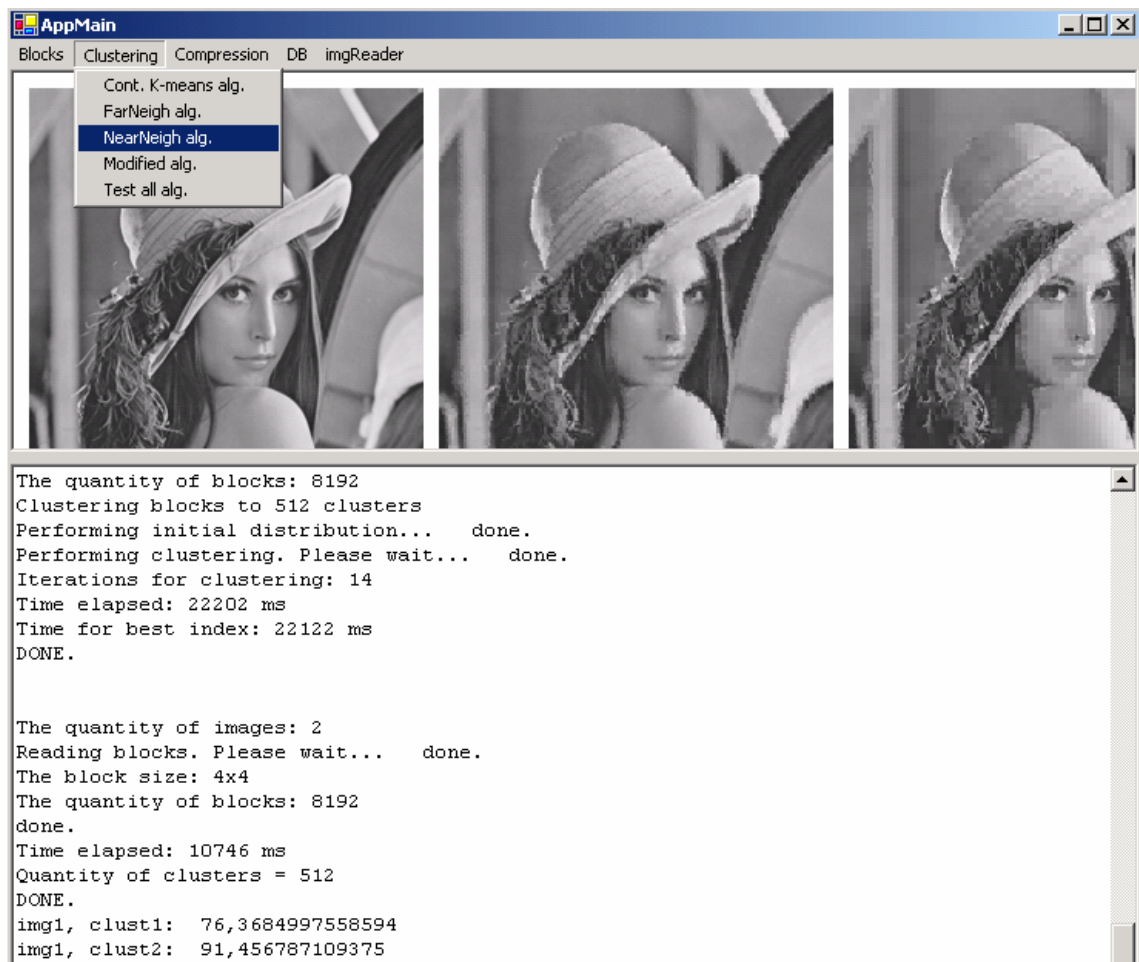 AppMain
Blocks Clustering Compression DB imgReader
Cont. K-means alg.
FarNeigh alg.
NearNeigh alg.
Modified alg.
Test all alg.
The quantity of blocks: 8192
Clustering blocks to 512 clusters
Performing initial distribution... done.
Performing clustering. Please wait... done.
Iterations for clustering: 14
Time elapsed: 22202 ms
Time for best index: 22122 ms
DONE.
The quantity of images: 2
Reading blocks. Please wait... done.
The block size: 4x4
The quantity of blocks: 8192
done.
Time elapsed: 10746 ms
Quantity of clusters = 512
DONE.
img1, clust1: 76,3684997558594
img1, clust2: 91,456787109375